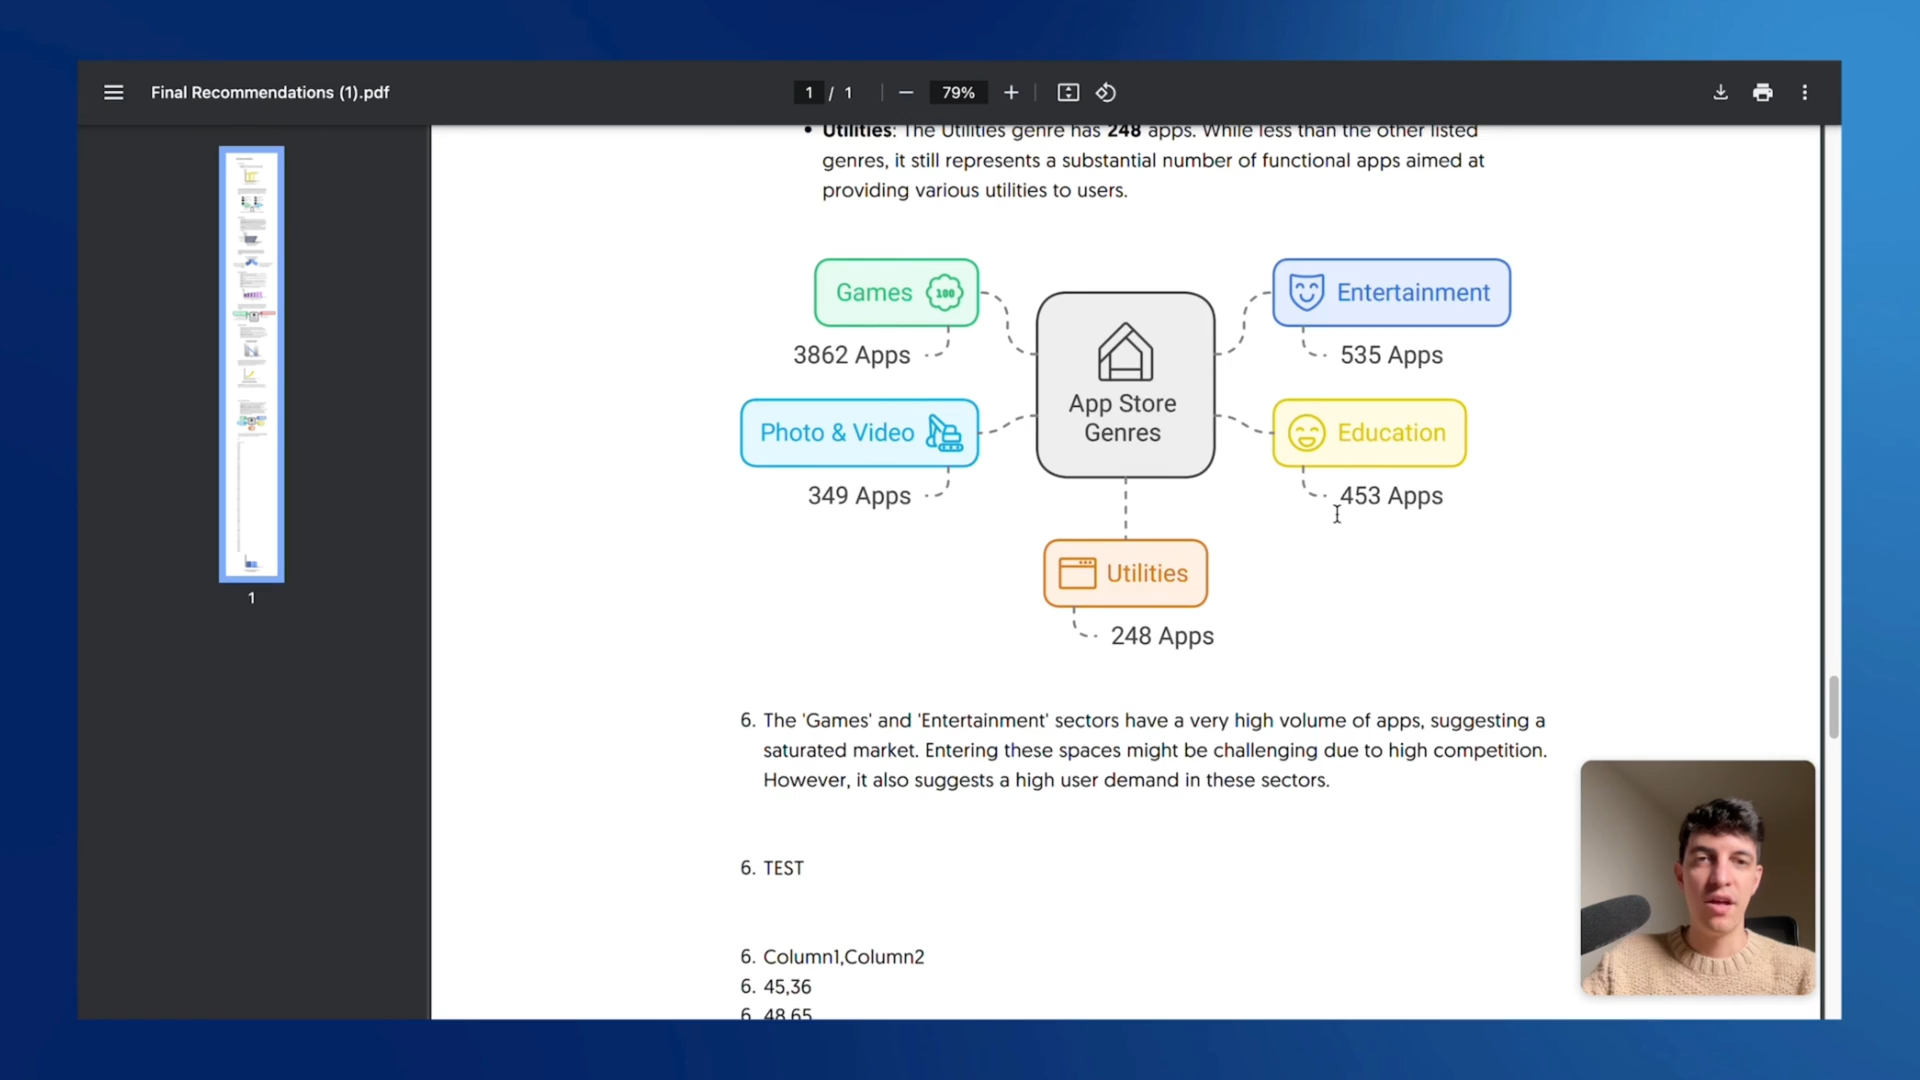 Final Recommendations (1).pdf
1 / 1
79%
1
• Utilities: The Utilities genre has 248 apps. While less than the other listed
genres, it still represents a substantial number of functional apps aimed at
providing various utilities to users.
Games
100
3862 Apps
Entertainment
535 Apps
App Store
Genres
Photo & Video
349 Apps
Education
453 Apps
Utilities
248 Apps
6. The 'Games' and 'Entertainment' sectors have a very high volume of apps, suggesting a
saturated market. Entering these spaces might be challenging due to high competition.
However, it also suggests a high user demand in these sectors.
6. TEST
6. Column1,Column2
6. 45,36
6. 48,65